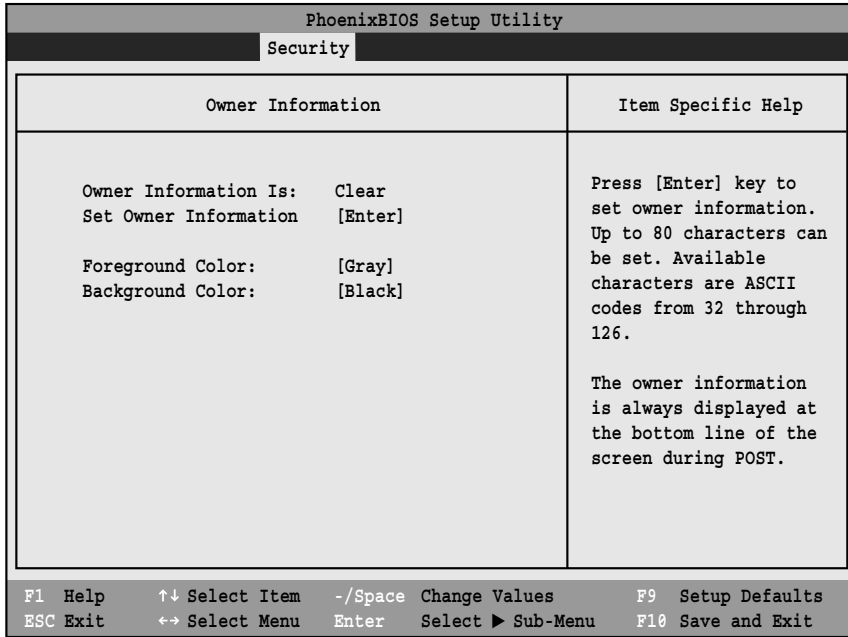 PhoenixBIOS Setup Utility
Security
Owner Information
Item Specific Help
Owner Information Is: Clear
Set Owner Information [Enter]
Foreground Color: [Gray]
Background Color: [Black]
Press [Enter] key to
set owner information.
Up to 80 characters can
be set. Available
characters are ASCII
codes from 32 through
126.
The owner information
is always displayed at
the bottom line of the
screen during POST.
F1 Help ↑↓ Select Item -/Space Change Values F9 Setup Defaults
ESC Exit ←→ Select Menu Enter Select ▶ Sub-Menu F10 Save and Exit